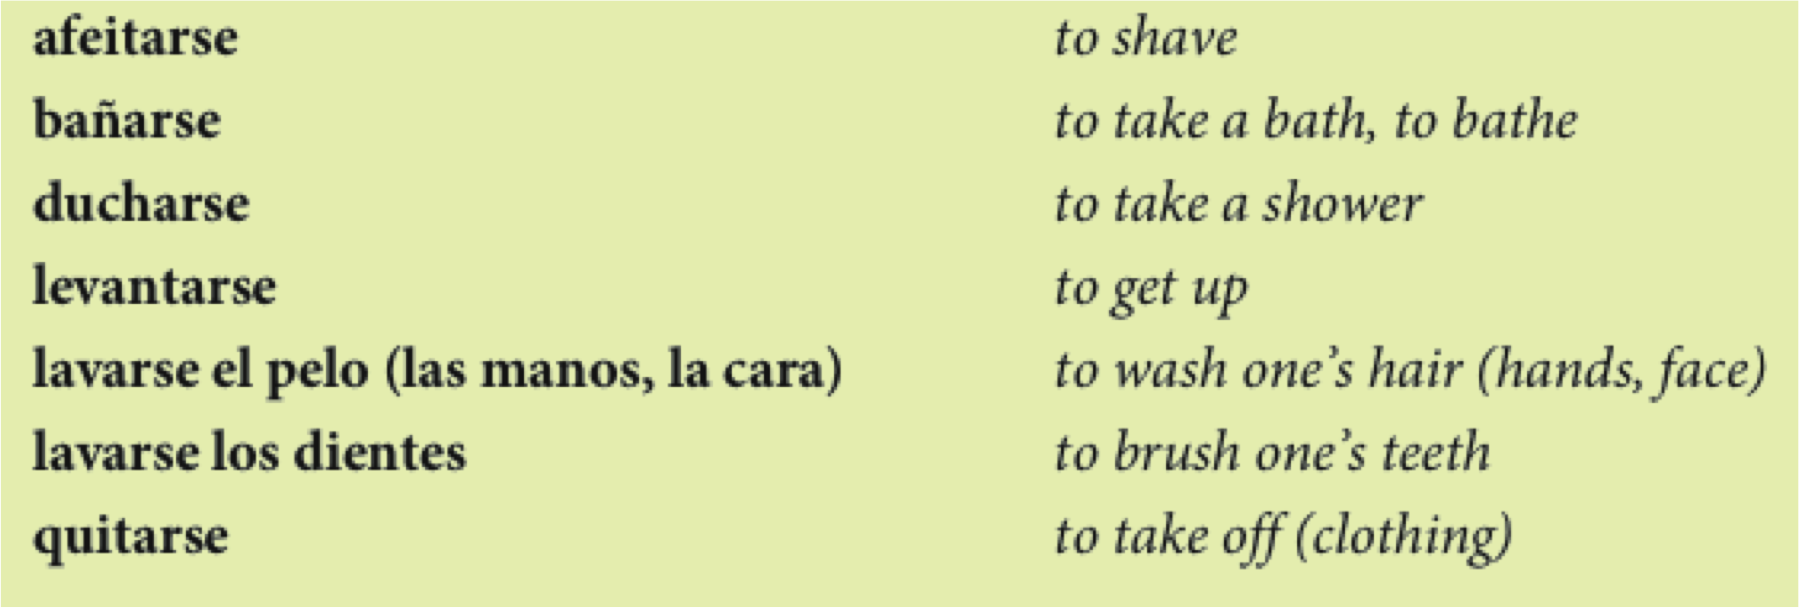 afeitarse to shave
bañarse to take a bath, to bathe
ducharse to take a shower
levantarse to get up
lavarse el pelo (las manos, la cara) to wash one’s hair (hands, face)
lavarse los dientes to brush one’s teeth
quitarse to take off (clothing)